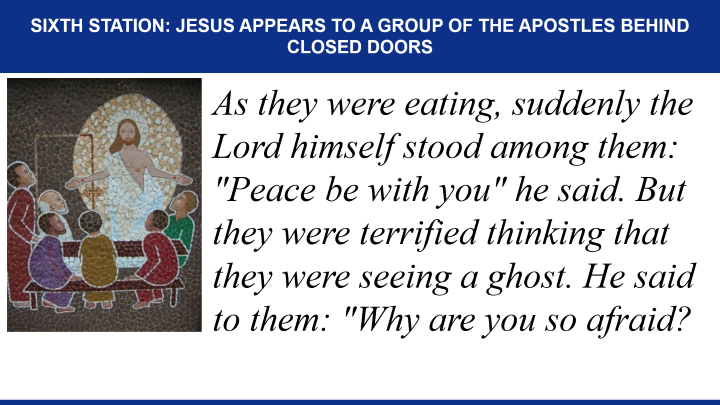 SIXTH STATION: JESUS APPEARS TO A GROUP OF THE APOSTLES BEHIND
CLOSED DOORS
As they were eating, suddenly the
Lord himself stood among them:
"Peace be with you" he said. But
they were terrified thinking that
they were seeing a ghost. He said
to them: "Why are you so afraid?